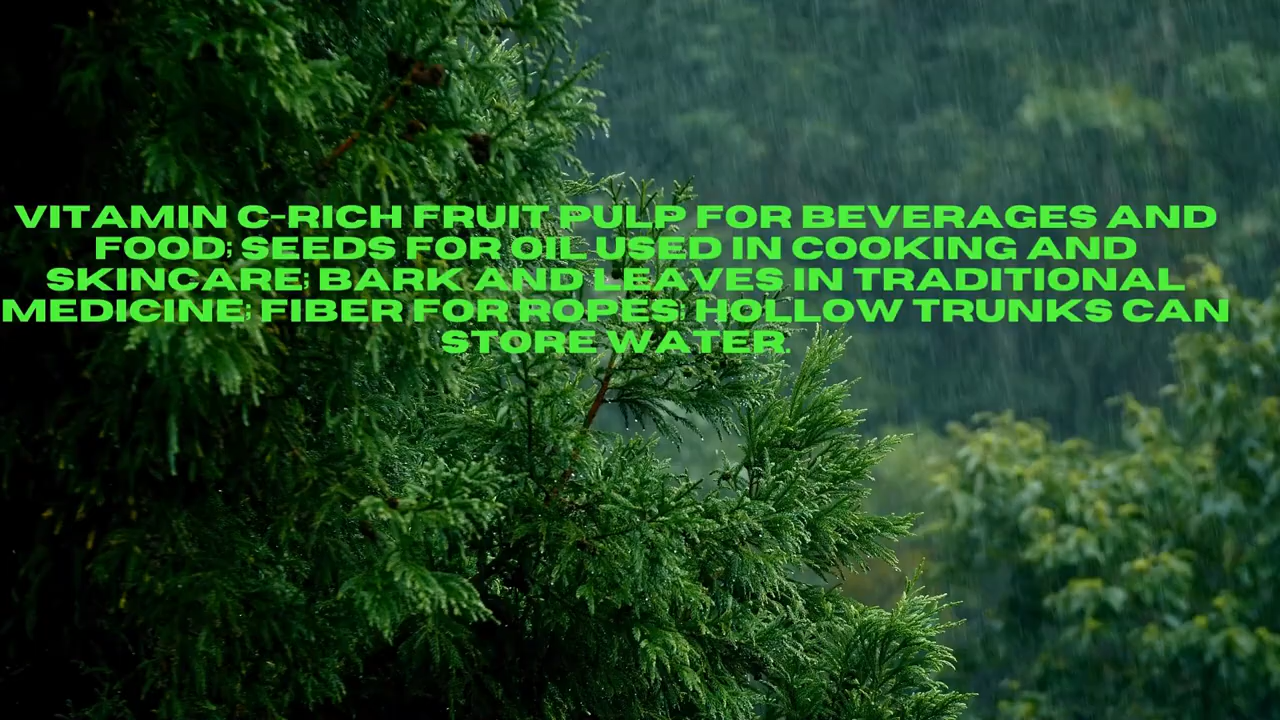 VITAMIN C-RICH FRUIT PULP FOR BEVERAGES AND
FOOD; SEEDS FOR OIL USED IN COOKING AND
SKINCARE; BARK AND LEAVES IN TRADITIONAL
MEDICINE; FIBER FOR ROPES; HOLLOW TRUNKS CAN
STORE WATER.